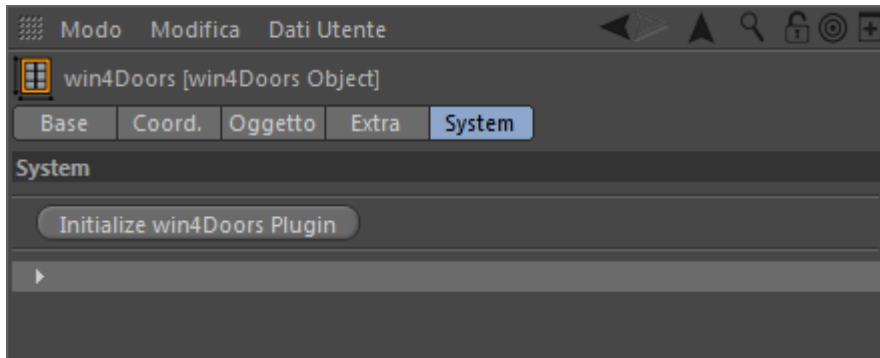 Modo Modifica Dati Utente
win4Doors [win4Doors Object]
Base Coord. Oggetto Extra System
System
Initialize win4Doors Plugin